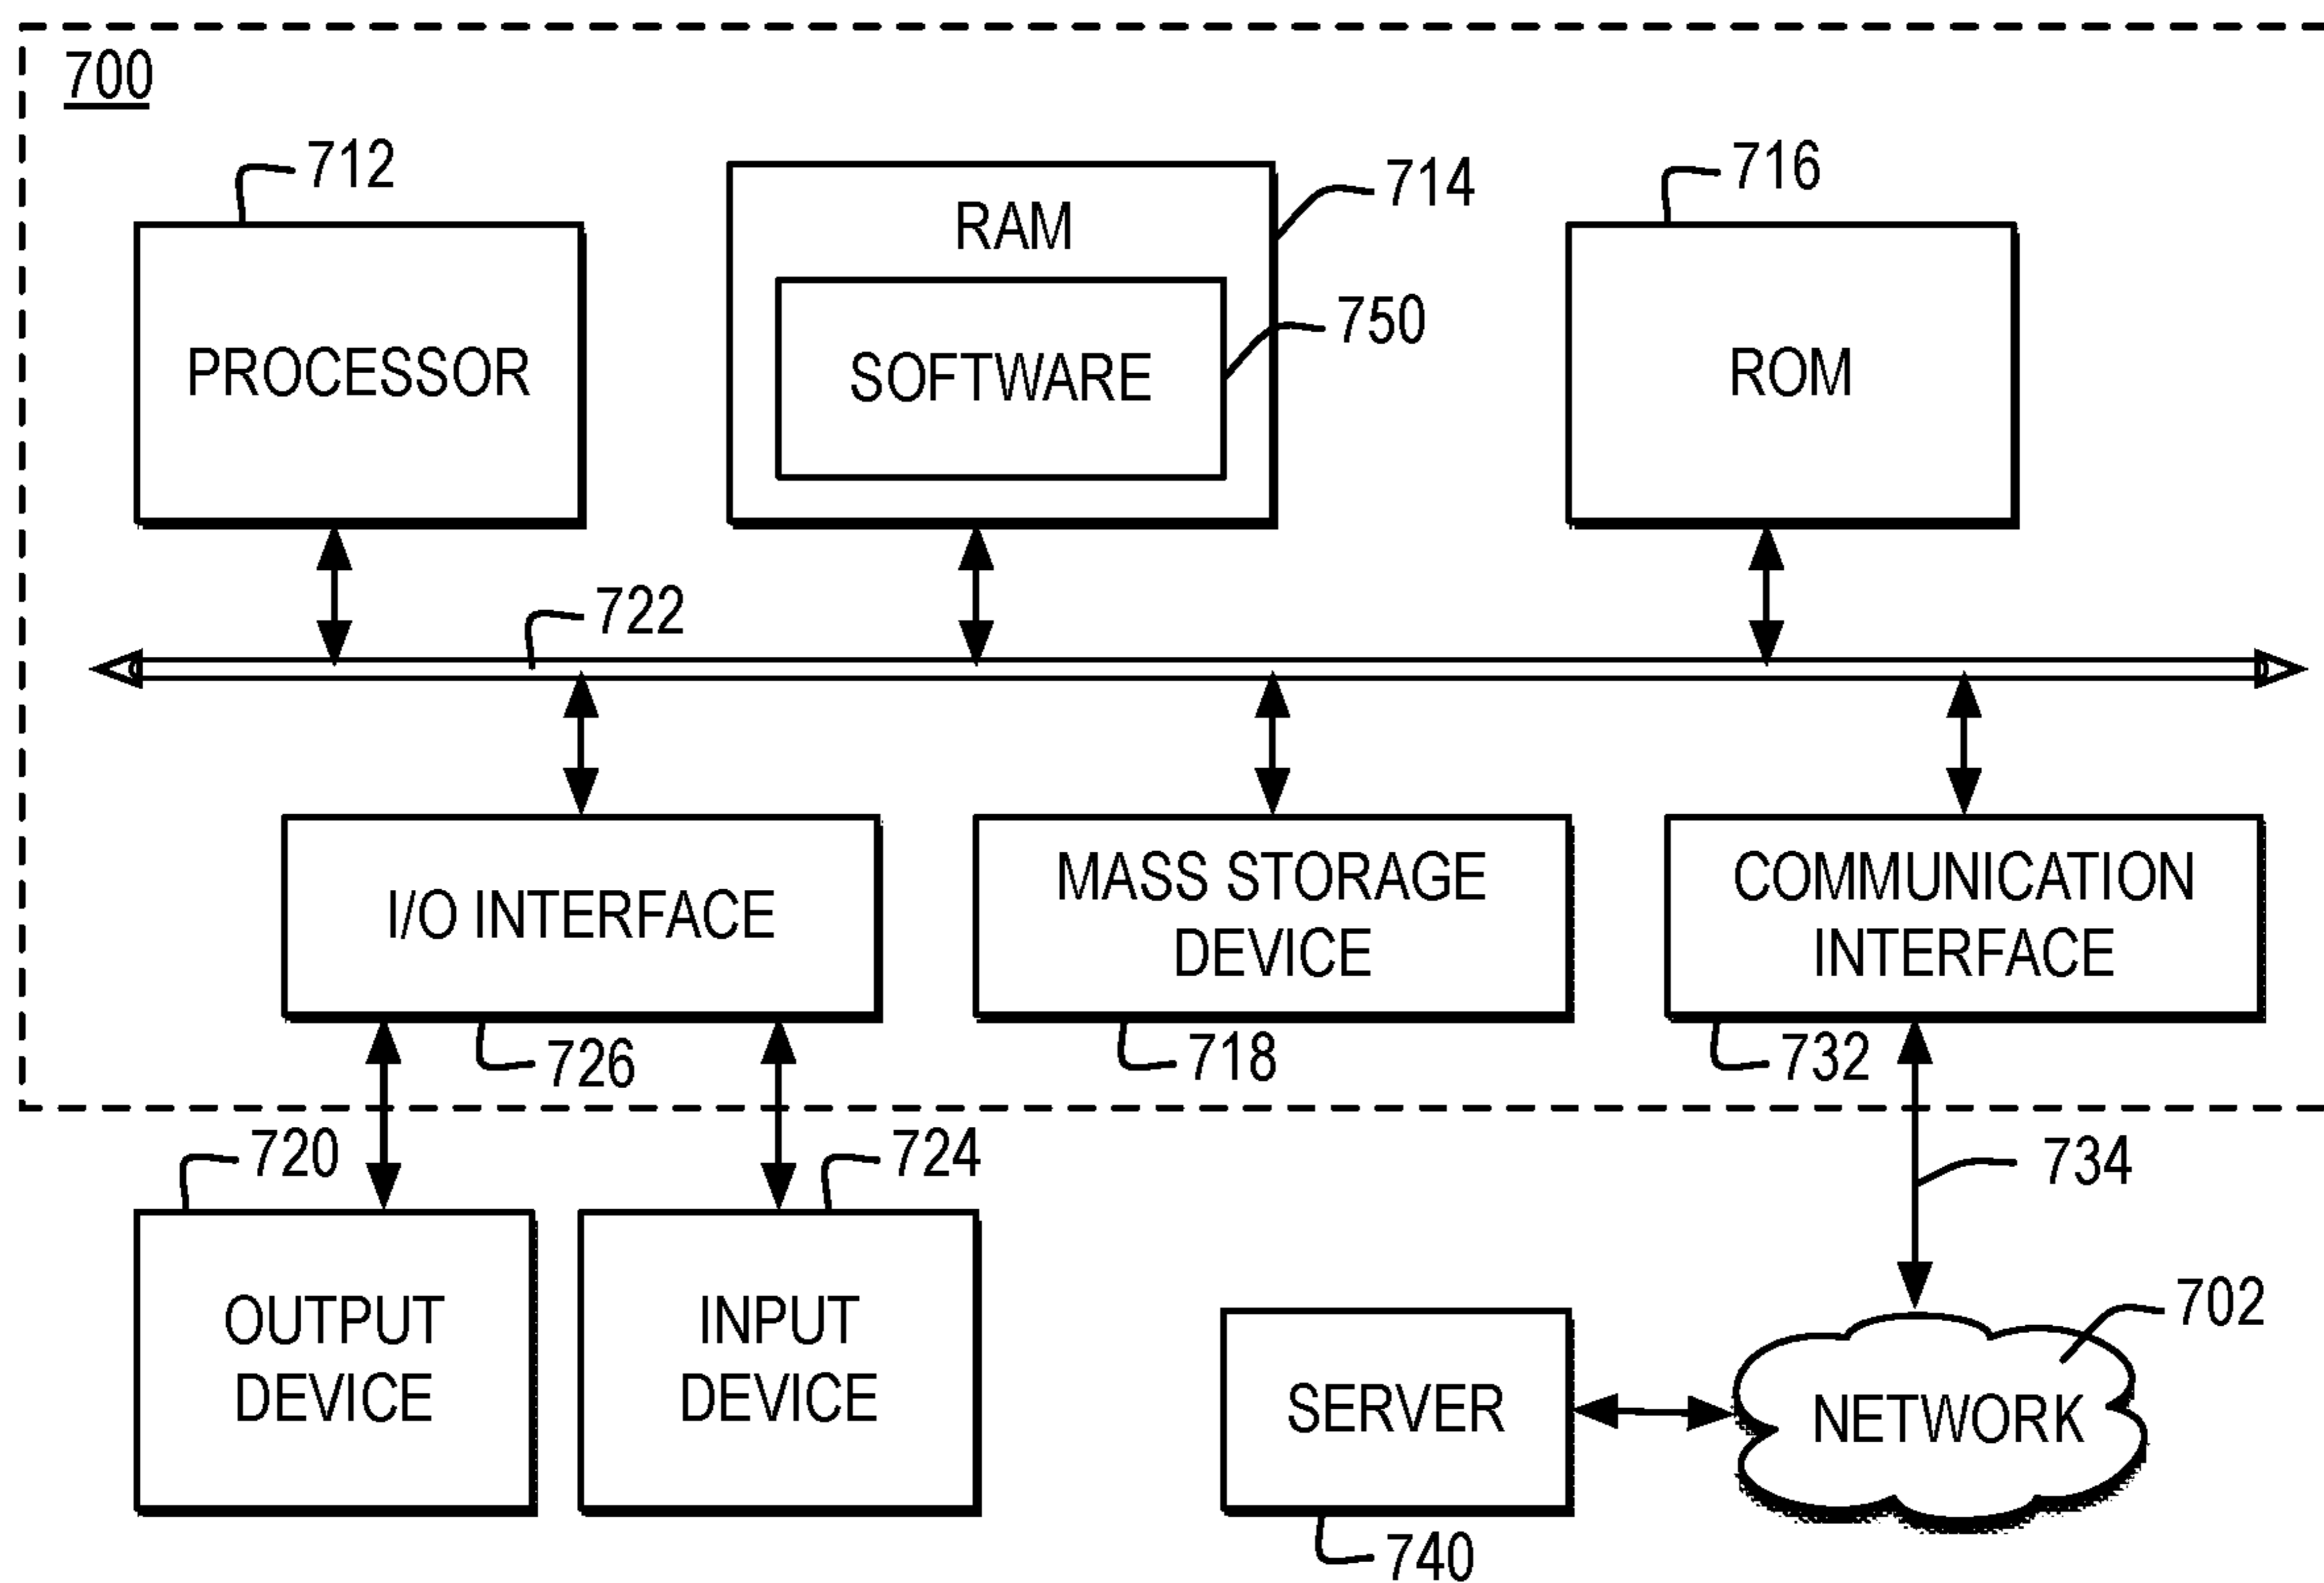 700
712
714
716
RAM
750
PROCESSOR
SOFTWARE
ROM
722
I/O INTERFACE
MASS STORAGE
DEVICE
COMMUNICATION
INTERFACE
726
718
732
720
724
734
OUTPUT
DEVICE
INPUT
DEVICE
702
SERVER
NETWORK
740